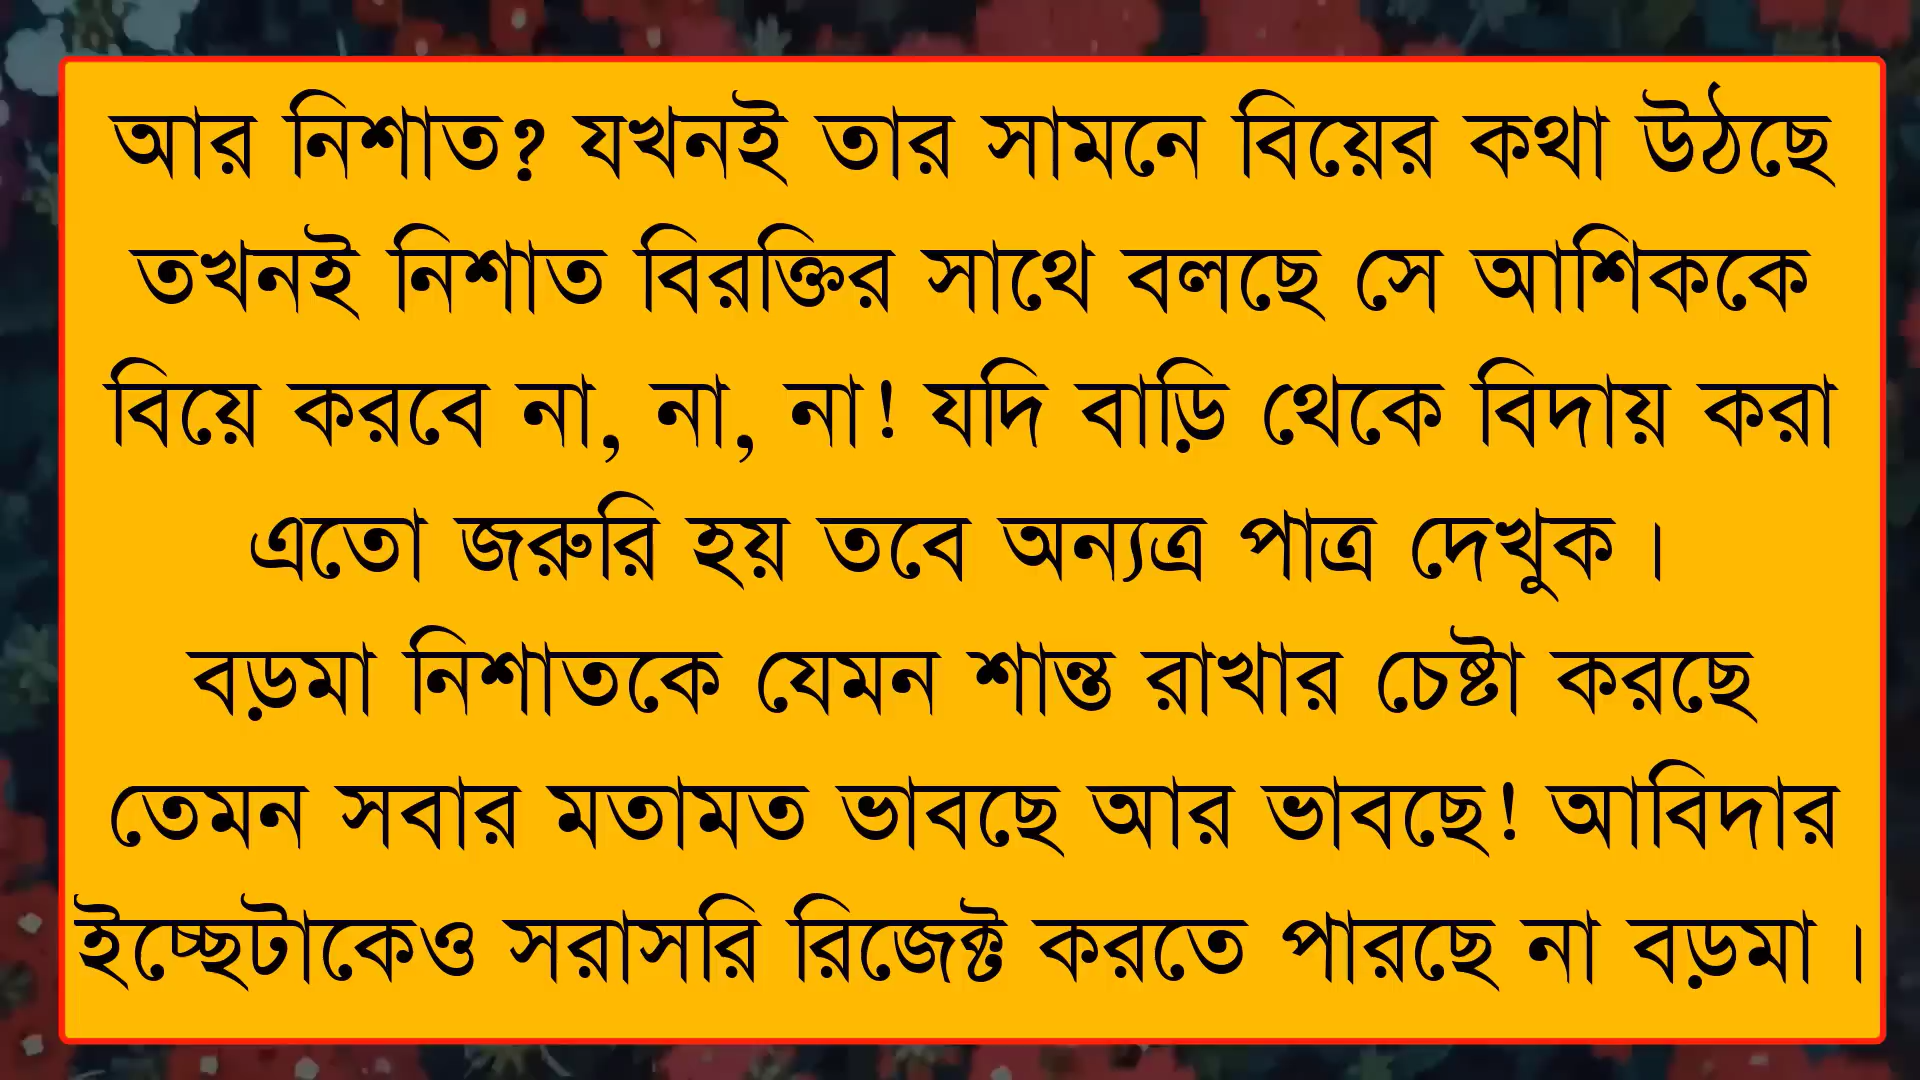 আর নিশাত? যখনই তার সামনে বিয়ের কথা উঠছে
তখনই নিশাত বিরক্তির সাথে বলছে সে আশিককে
বিয়ে করবে না, না, না! যদি বাড়ি থেকে বিদায় করা
এতো জরুরি হয় তবে অন্যত্র পাত্র দেখুক।
বড়মা নিশাতকে যেমন শান্ত রাখার চেষ্টা করছে
তেমন সবার মতামত ভাবছে আর ভাবছে! আবিদার
ইচ্ছেটাকেও সরাসরি রিজেক্ট করতে পারছে না বড়মা।